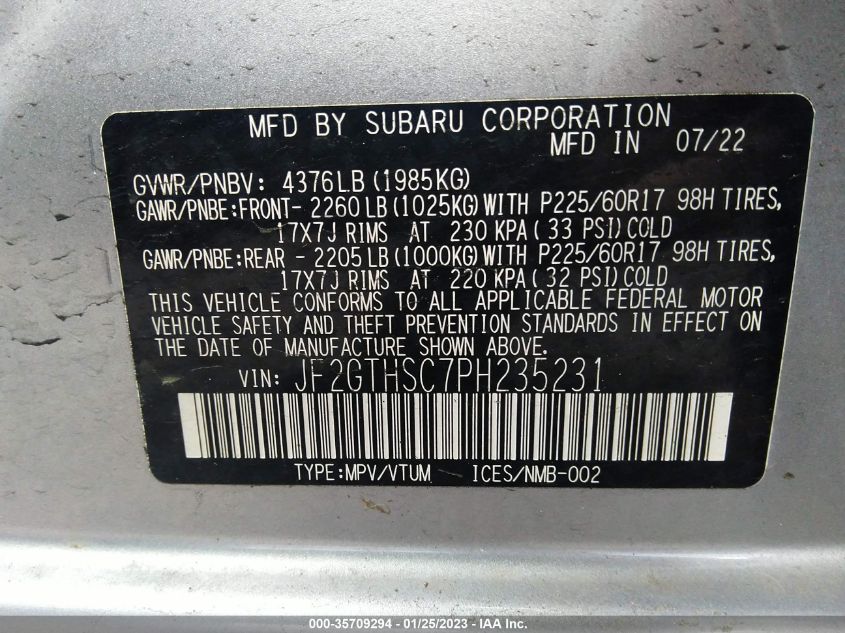 MFD BY SUBARU CORPORATION
MFD IN 07/22
GVWR/PNBV: 4376LB(1985KG)
GAWR/PNBE:FRONT- 2260LB(1025KG)WITH P225/60R17 98H TIRES,
17X7J RIMS AT 230 KPA( 33 PSI)COLD
GAWR/PNBE:REAR - 2205LB(1000KG)WITH P225/60R17 98H TIRES,
17X7J RIMS AT 220 KPA( 32 PSI)COLD
THIS VEHICLE CONFORMS TO ALL APPLICABLE FEDERAL MOTOR
VEHICLE SAFETY AND THEFT PREVENTION STANDARDS IN EFFECT ON
THE DATE OF MANUFACTURE SHOWN ABOVE.
VIN: JF2GTHSC7PH235231
TYPE:MPV/VTUM ICES/NMB-002
000-35709294 - 01/25/2023 - IAA Inc.